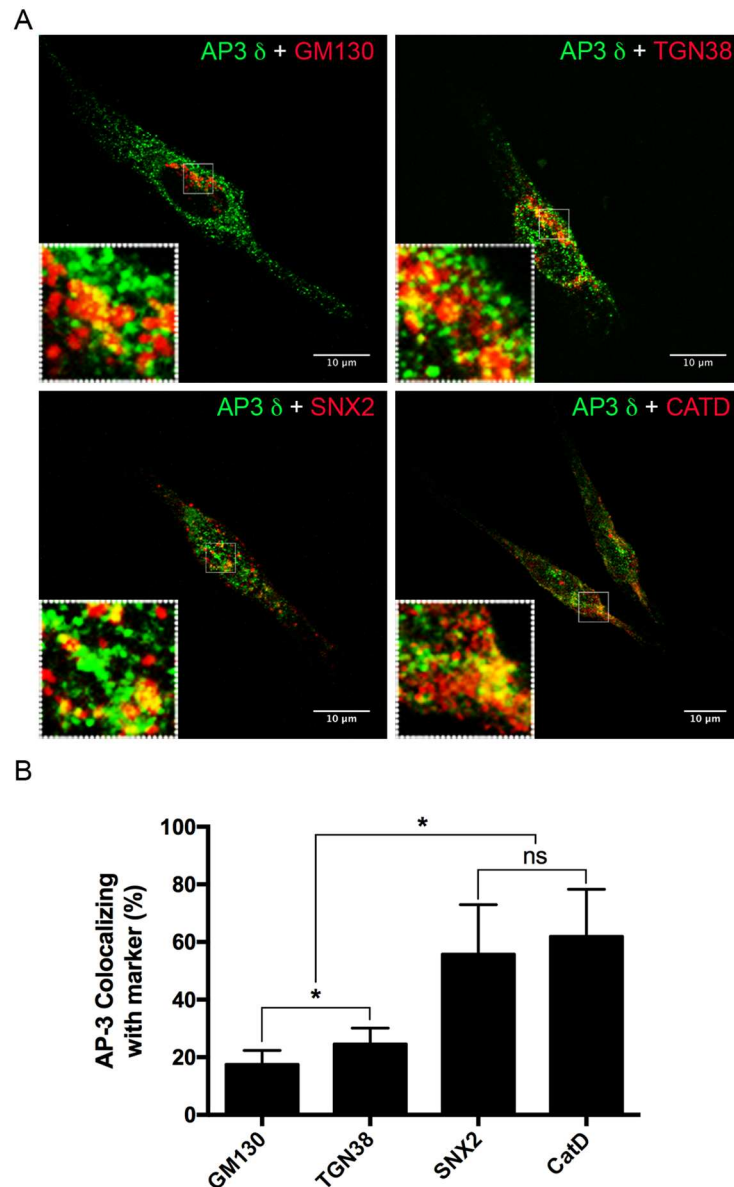 A
AP3 δ + GM130
AP3 δ + TGN38
10 μm
10 μm
AP3 δ + SNX2
AP3 δ + CATD
10 μm
10 μm
B
AP-3 Colocalizing
with marker (%)
100
80
60
40
20
0
*
*
ns
GM130
TGN38
SNX2
CatD